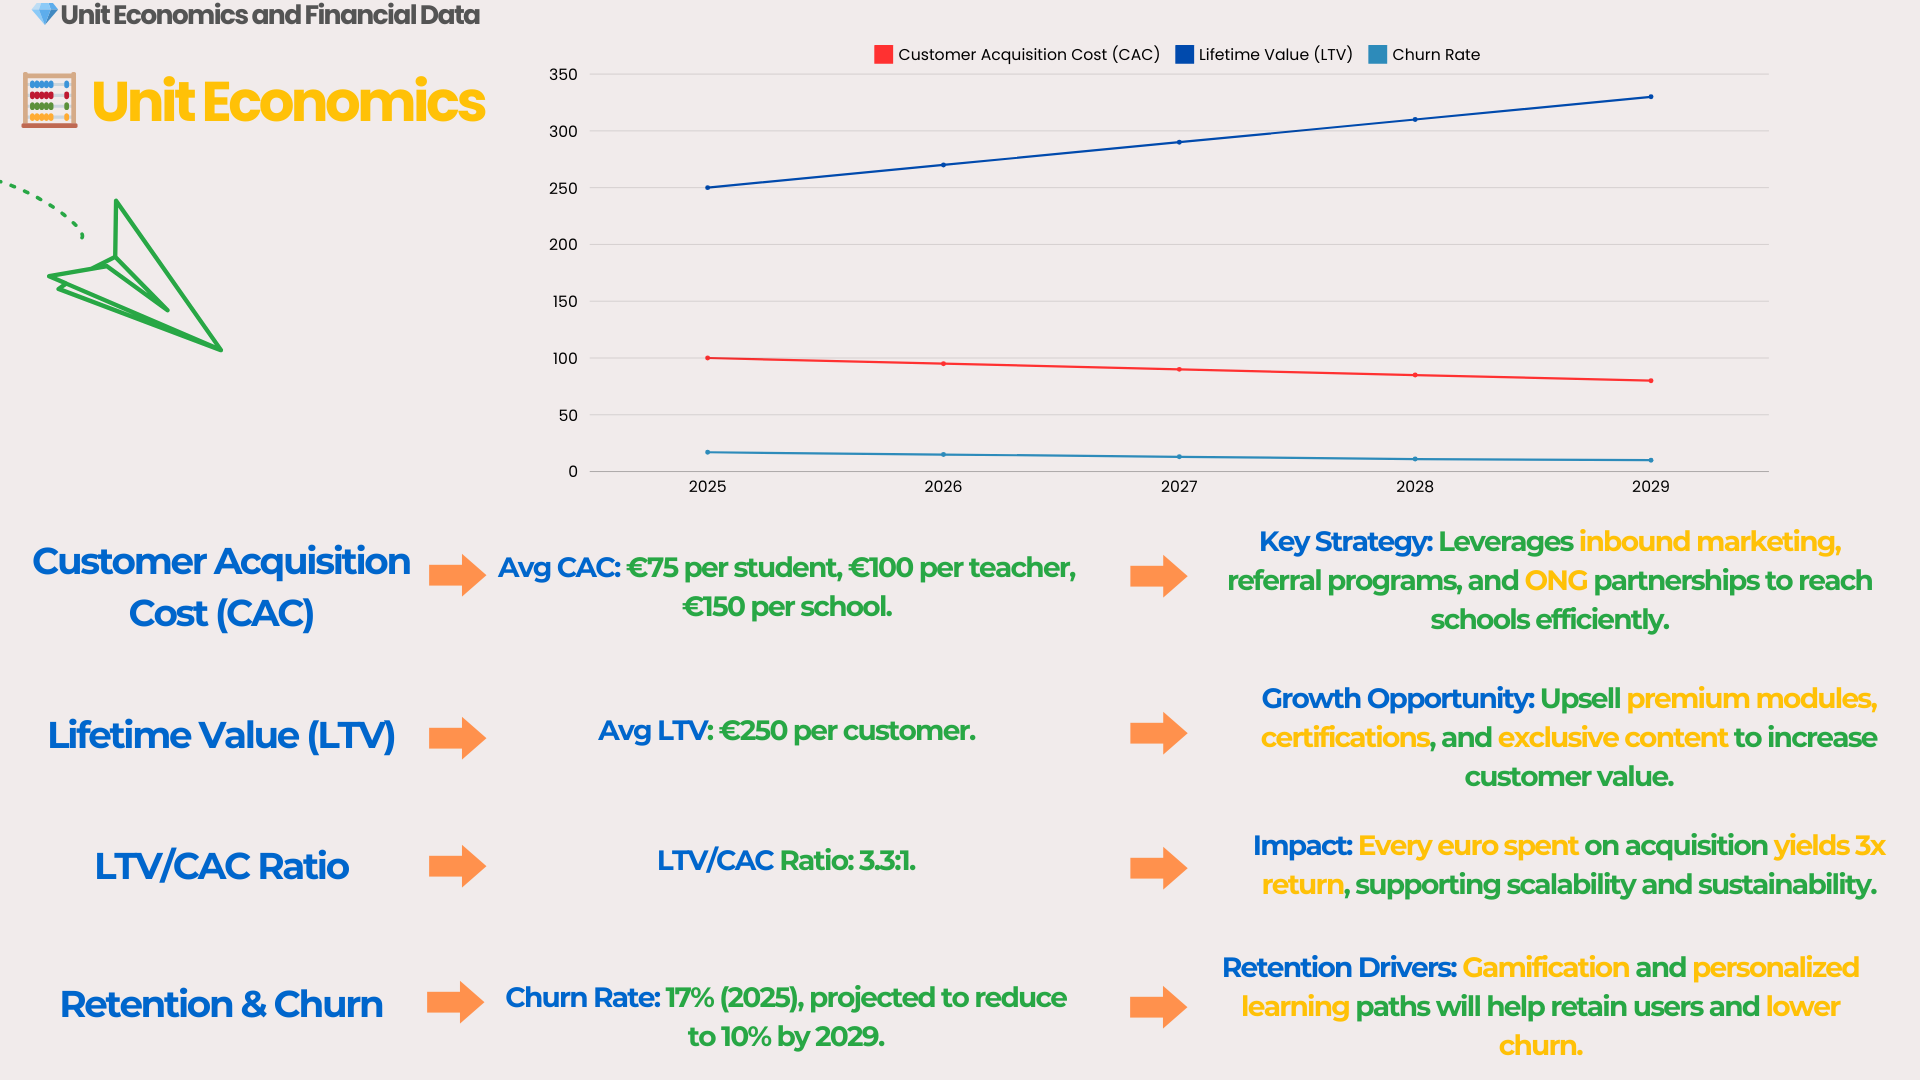 Unit Economics and Financial Data
Unit Economics
Customer Acquisition Cost (CAC) Lifetime Value (LTV) Churn Rate
350
300
250
200
150
100
50
0
2025 2026 2027 2028 2029
Customer Acquisition
Cost (CAC)
Avg CAC: €75 per student, €100 per teacher,
€150 per school.
Key Strategy: Leverages inbound marketing,
referral programs, and ONG partnerships to reach
schools efficiently.
Lifetime Value (LTV)
Avg LTV: €250 per customer.
Growth Opportunity: Upsell premium modules,
certifications, and exclusive content to increase
customer value.
LTV/CAC Ratio
LTV/CAC Ratio: 3.3:1.
Impact: Every euro spent on acquisition yields 3x
return, supporting scalability and sustainability.
Retention & Churn
Churn Rate: 17% (2025), projected to reduce
to 10% by 2029.
Retention Drivers: Gamification and personalized
learning paths will help retain users and lower
churn.